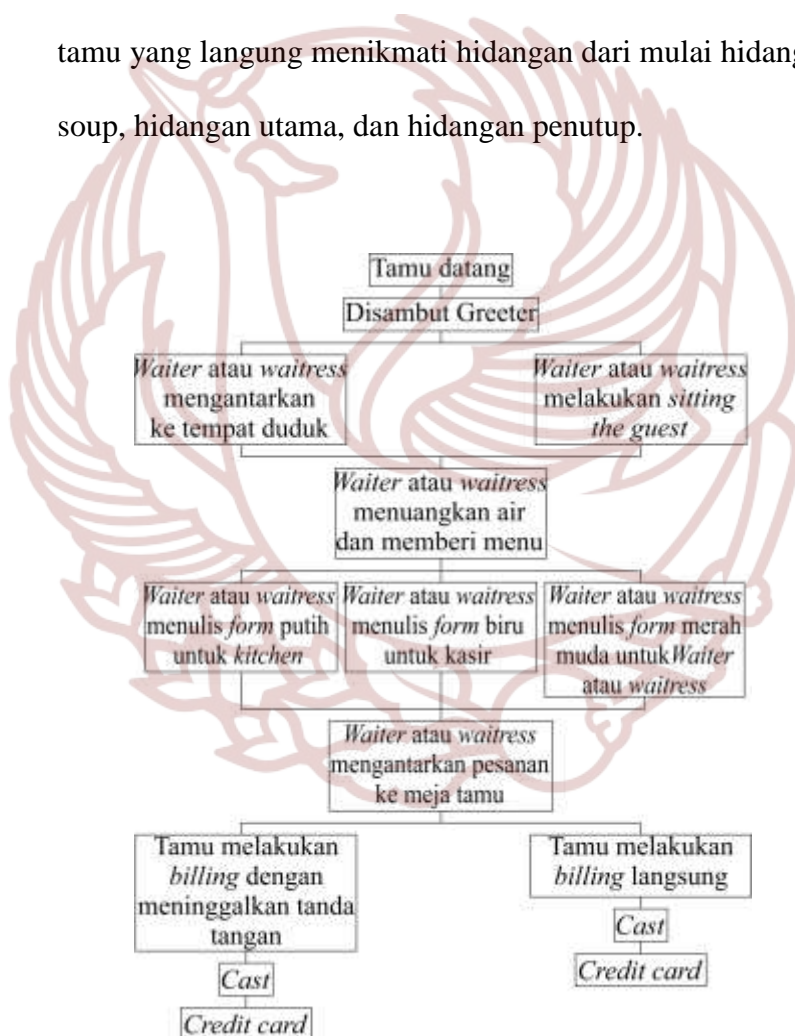 tamu yang langung menikmati hidangan dari mulai
soup, hidangan utama, dan hidangan penutup.
Tamu datang
Disambut Greeter
Waiter atau waitress
mengantarkan
ke tempat duduk
Waiter atau waitress
melakukan sitting
the guest
Waiter atau waitress
menuangkan air
dan memberi menu
Waiter atau waitress
menulis form putih
untuk kitchen
Waiter atau waitress
menulis form biru
untuk kasir
Waiter atau waitress
menulis form merah
muda untuk Waiter
atau waitress
Waiter atau waitress
mengantarkan pesanan
ke meja tamu
Tamu melakukan
billing dengan
meninggalkan tanda
tangan
Cast
Credit card
Tamu melakukan
billing langsung
Cast
Credit card